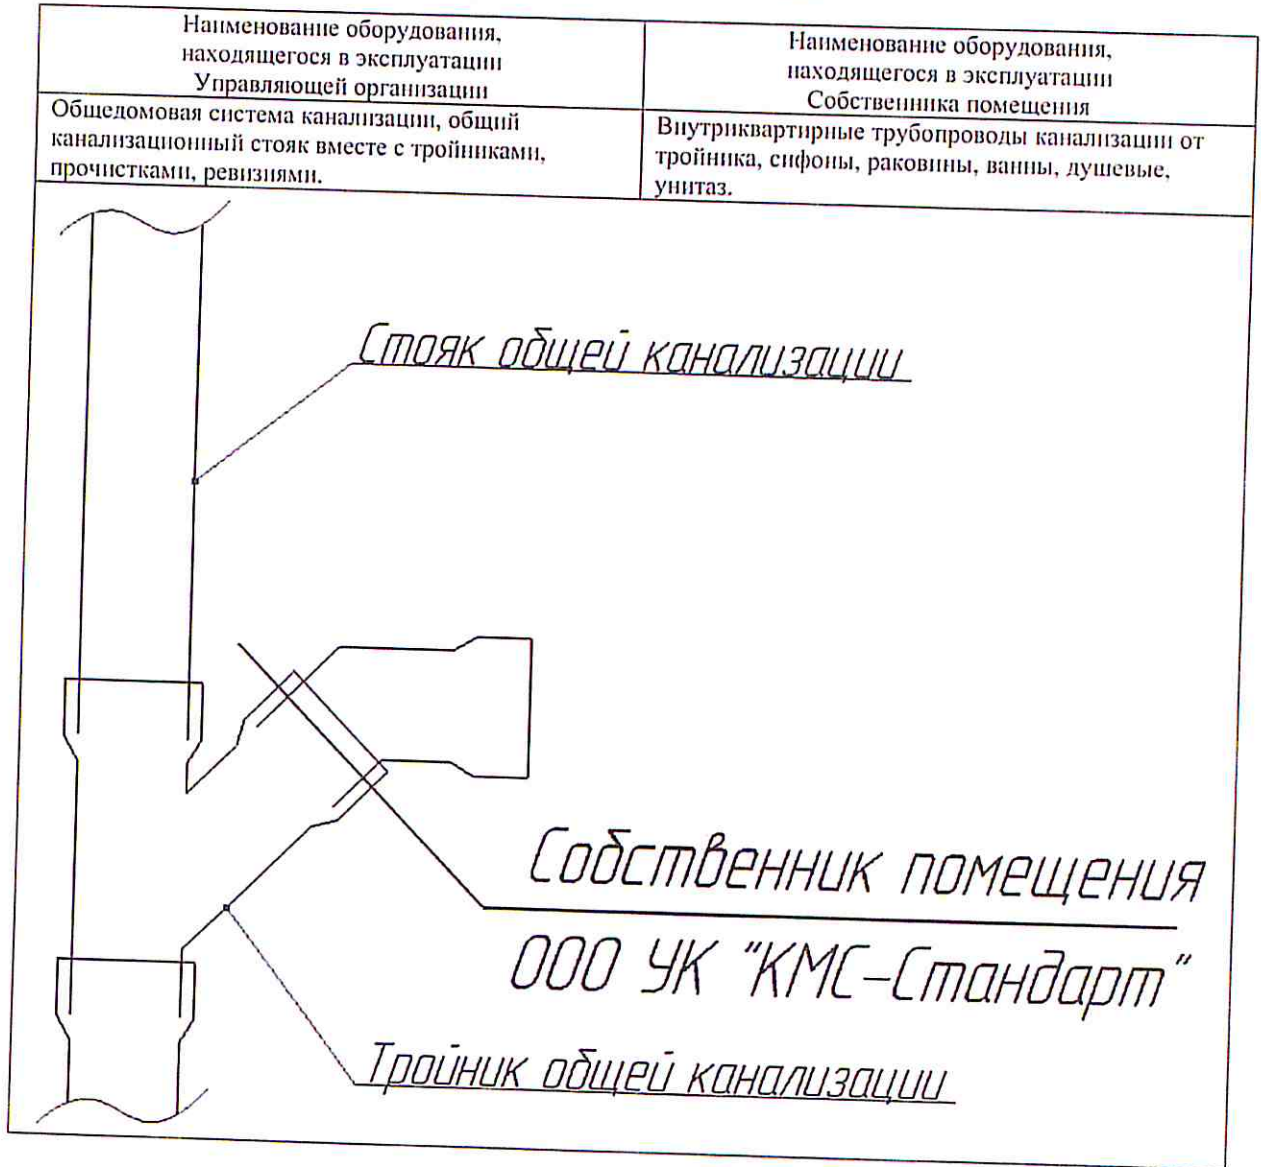 Наименование оборудования,
находящегося в эксплуатации
Управляющей организации
Наименование оборудования,
находящегося в эксплуатации
Собственника помещения
Общедомовая система канализации, общий
канализационный стояк вместе с тройниками,
прочистками, ревизиями.
Внутриквартирные трубопроводы канализации от
тройника, сифоны, раковины, ванны, душевые,
унитаз.
Стояк общей канализации
Собственник помещения
ООО УК "КМС-Стандарт"
Тройник общей канализации